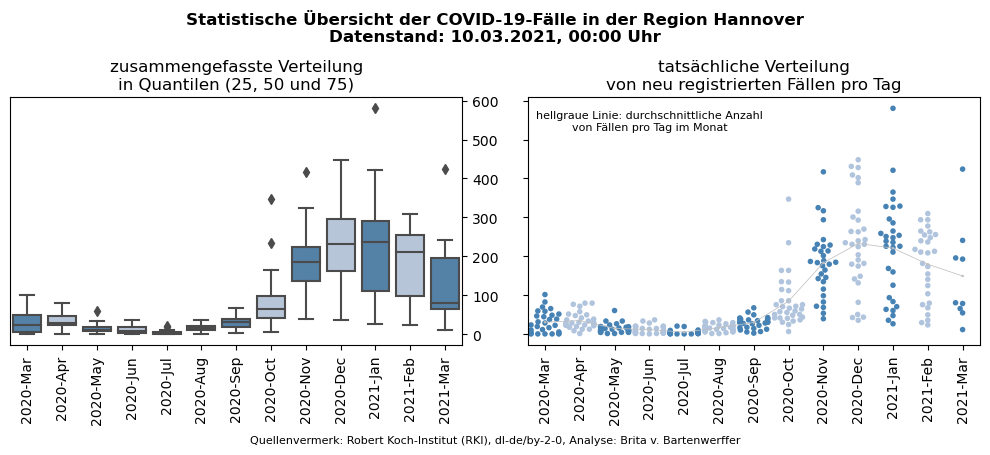 Statistische Übersicht der COVID-19-Fälle in der Region Hannover
Datenstand: 10.03.2021, 00:00 Uhr
zusammengefasste Verteilung
in Quantilen (25, 50 und 75)
600
500
400
300
200
100
0
2020-Mar
2020-Apr
2020-May
2020-Jun
2020-Jul
2020-Aug
2020-Sep
2020-Oct
2020-Nov
2020-Dec
2021-Jan
2021-Feb
2021-Mar
tatsächliche Verteilung
von neu registrierten Fällen pro Tag
hellgraue Linie: durchschnittliche Anzahl
von Fällen pro Tag im Monat
2020-Mar
2020-Apr
2020-May
2020-Jun
2020-Jul
2020-Aug
2020-Sep
2020-Oct
2020-Nov
2020-Dec
2021-Jan
2021-Feb
2021-Mar
Quellenvermerk: Robert Koch-Institut (RKI), dl-de/by-2-0, Analyse: Brita v. Bartenwerffer